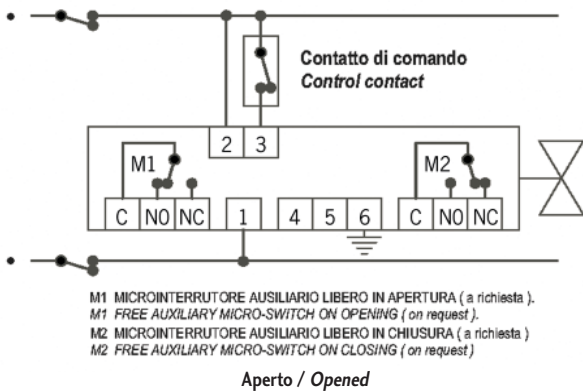 Contatto di comando
Control contact
2 3
M1
M2
C NO NC 1 4 5 6 C NO NC
M1 MICROINTERRUTORE AUSILIARIO LIBERO IN APERTURA ( a richiesta ).
M1 FREE AUXILIARY MICRO-SWITCH ON OPENING ( on request ).
M2 MICROINTERRUTORE AUSILIARIO LIBERO IN CHIUSURA ( a richiesta )
M2 FREE AUXILIARY MICRO-SWITCH ON CLOSING ( on request )
Aperto / Opened